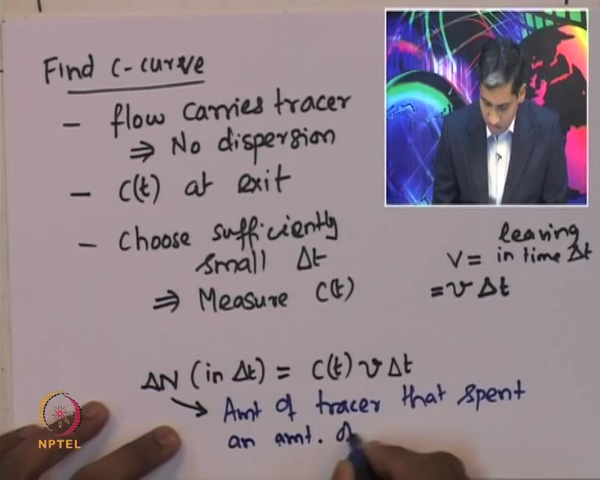 Find C-curve
- flow carries tracer
⇒ No dispersion
- C(t) at exit
- Choose sufficiently
small Δt
⇒ Measure C(t)
V = leaving
in time Δt
= v Δt
ΔN (in Δt) = C(t) v Δt
→ Amt of tracer that spent
an amt. of
NPTEL